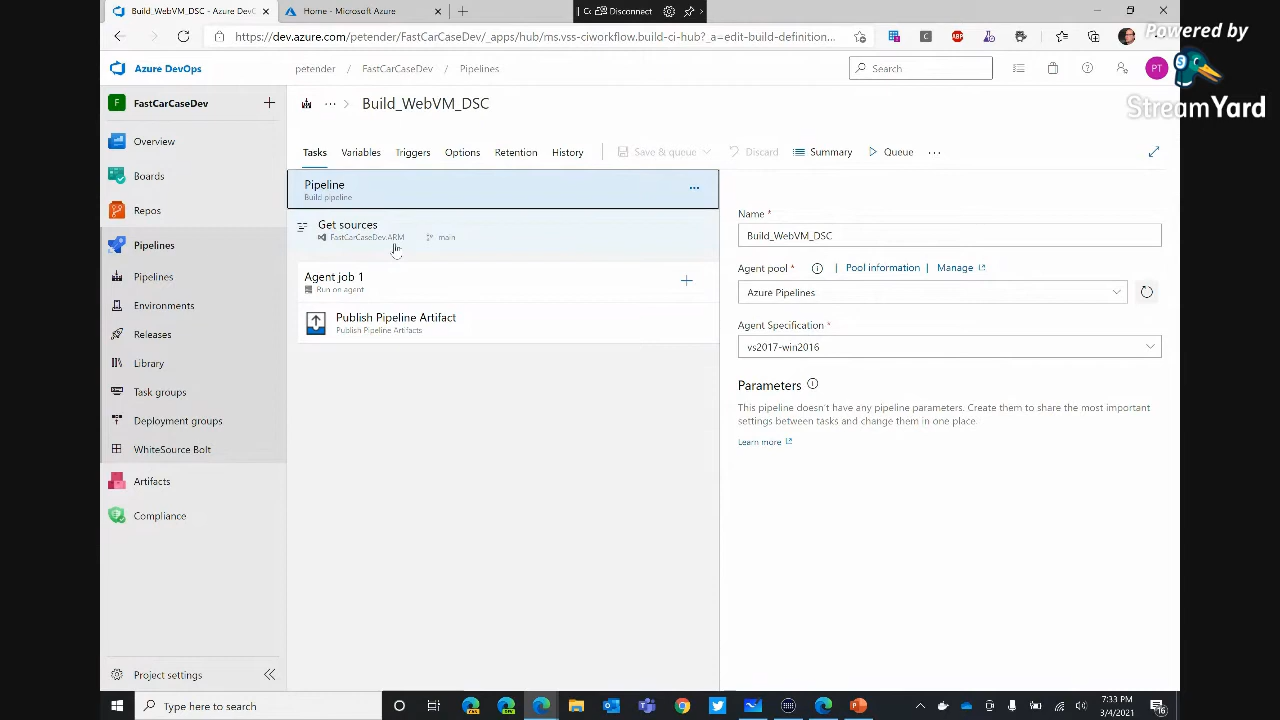 Build_WebVM_DSC - Azure DevO
Home - Microsoft Azure
Disconnect
https://dev.azure.com/petender/FastCarCaseDev/_apps/hub/ms.vss-ciworkflow.build-ci-hub?_a=edit-build-definition...
Powered by
StreamYard
Azure DevOps
petender / FastCarCaseDev / Pipelines
Search
PT
F
FastCarCaseDev
Build_WebVM_DSC
Overview
Boards
Repos
Pipelines
Pipelines
Environments
Releases
Library
Task groups
Deployment groups
WhiteSource Bolt
Artifacts
Compliance
Project settings
Tasks
Variables
Triggers
Options
Retention
History
Save & queue
Discard
Summary
Queue
Pipeline
Build pipeline
Get sources
FastCarCaseDev.ARM
main
Agent job 1
Run on agent
Publish Pipeline Artifact
Publish Pipeline Artifacts
Name *
Build_WebVM_DSC
Agent pool * | Pool information | Manage
Azure Pipelines
Agent Specification *
vs2017-win2016
Parameters
This pipeline doesn't have any pipeline parameters. Create them to share the most important
settings between tasks and change them in one place.
Learn more
Type here to search
7:33 PM
3/4/2021